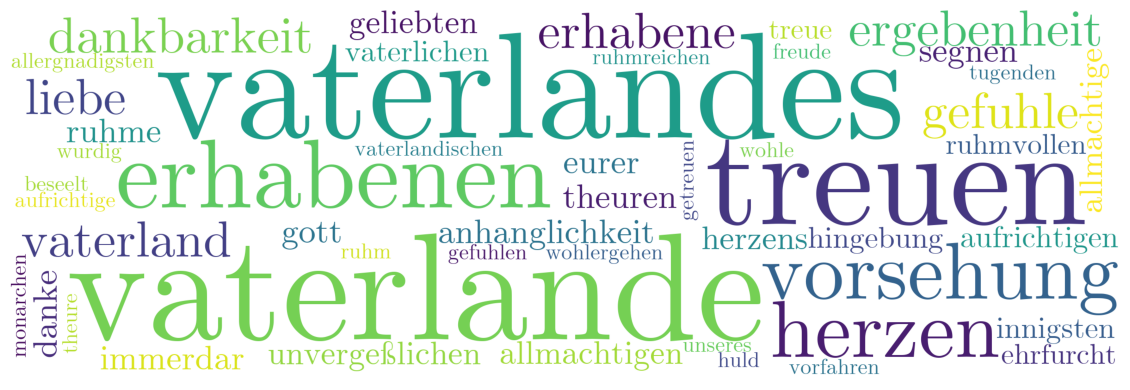 dankbarkeit
geliebten
erhabene
treue
ergebenheit
allergnadigsten
vaterlichen
ruhmreichen
freude
segnen
tugenden
liebe
vaterlandes
gefuhle
allmachtige
ruhme
wurdig
vaterlandischen
eurer
wohle
ruhmvollen
beseelt
aufrichtige
erhabenen
theuren
getreuen
treuen
vaterland
gott
anhanglichkeit
herzens
hingebung
aufrichtigen
ruhm
gefuhlen
wohlergehen
monarchen
danke
theure
vaterlande
vorsehung
herzen
innigsten
immerdar
unvergeßlichen
allmachtigen
unseres
huld
ehrfurcht
vorfahren